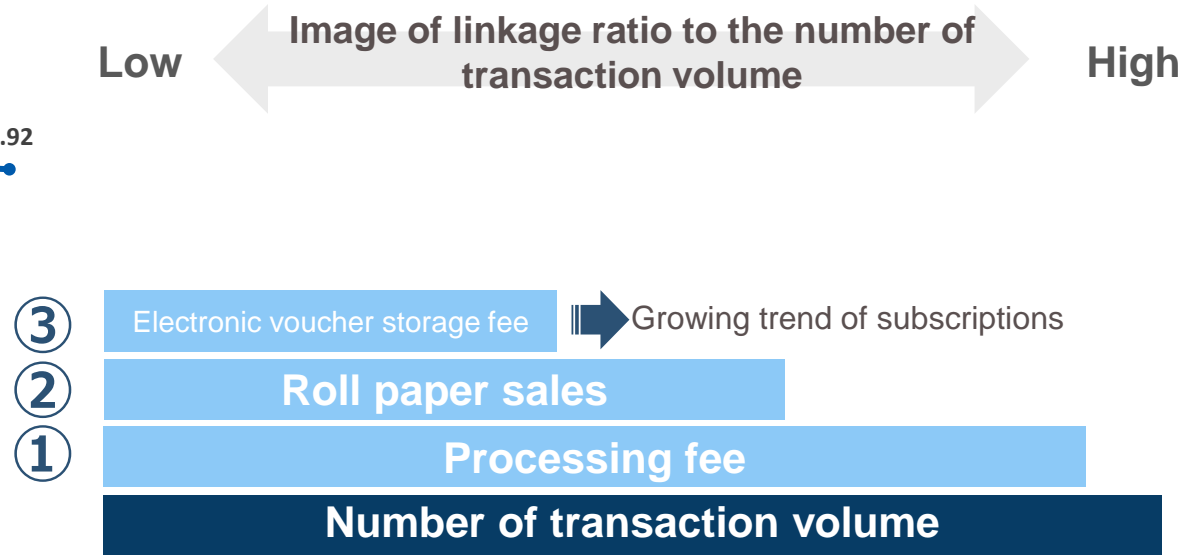 Image of linkage ratio to the number of
transaction volume
Low
High
.92
③ Electronic voucher storage fee Growing trend of subscriptions
② Roll paper sales
① Processing fee
Number of transaction volume